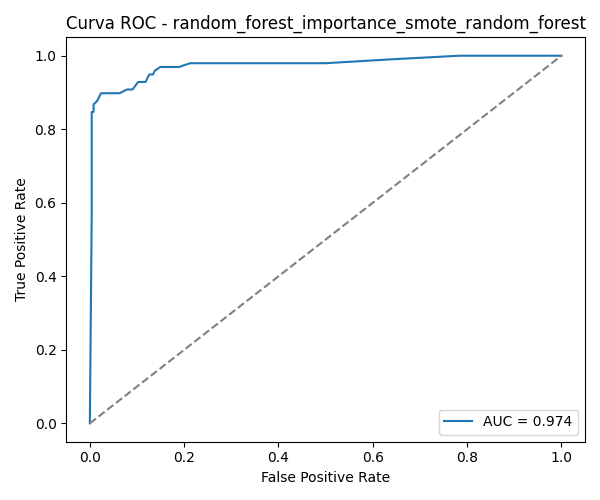 Curva ROC - random_forest_importance_smote_random_forest
1.0
0.8
0.6
0.4
0.2
0.0
True Positive Rate
AUC = 0.974
0.0 0.2 0.4 0.6 0.8 1.0
False Positive Rate